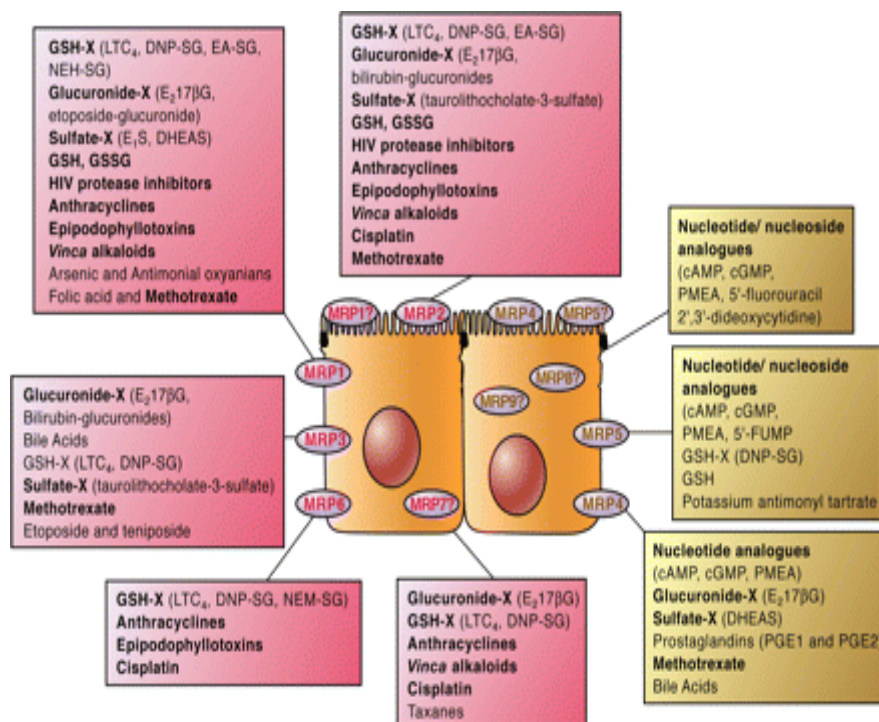 GSH-X (LTC₄, DNP-SG, EA-SG,
NEH-SG)
Glucuronide-X (E₂17βG,
etoposide-glucuronide)
Sulfate-X (E₁S, DHEAS)
GSH, GSSG
HIV protease inhibitors
Anthracyclines
Epipodophyllotoxins
Vinca alkaloids
Arsenic and Antimonial oxyanians
Folic acid and Methotrexate
GSH-X (LTC₄, DNP-SG, EA-SG)
Glucuronide-X (E₂17βG,
bilirubin-glucuronides
Sulfate-X (taurolithocholate-3-sulfate)
GSH, GSSG
HIV protease inhibitors
Anthracyclines
Epipodophyllotoxins
Vinca alkaloids
Cisplatin
Methotrexate
Nucleotide/ nucleoside
analogues
(cAMP, cGMP,
PMEA, 5'-fluorouracil
2',3'-dideoxycytidine)
MRP1?
MRP2
MRP4
MRP5?
MRP1
MRP8?
MRP9?
MRP3
MRP5
MRP6
MRP7?
MRP4
Glucuronide-X (E₂17βG,
Bilirubin-glucuronides)
Bile Acids
GSH-X (LTC₄, DNP-SG)
Sulfate-X (taurolithocholate-3-sulfate)
Methotrexate
Etoposide and teniposide
Nucleotide/ nucleoside
analogues
(cAMP, cGMP,
PMEA, 5'-FUMP
GSH-X (DNP-SG)
GSH
Potassium antimonyl tartrate
GSH-X (LTC₄, DNP-SG, NEM-SG)
Anthracyclines
Epipodophyllotoxins
Cisplatin
Glucuronide-X (E₂17βG)
GSH-X (LTC₄, DNP-SG)
Anthracyclines
Vinca alkaloids
Cisplatin
Taxanes
Nucleotide analogues
(cAMP, cGMP, PMEA)
Glucuronide-X (E₂17βG)
Sulfate-X (DHEAS)
Prostaglandins (PGE1 and PGE2
Methotrexate
Bile Acids